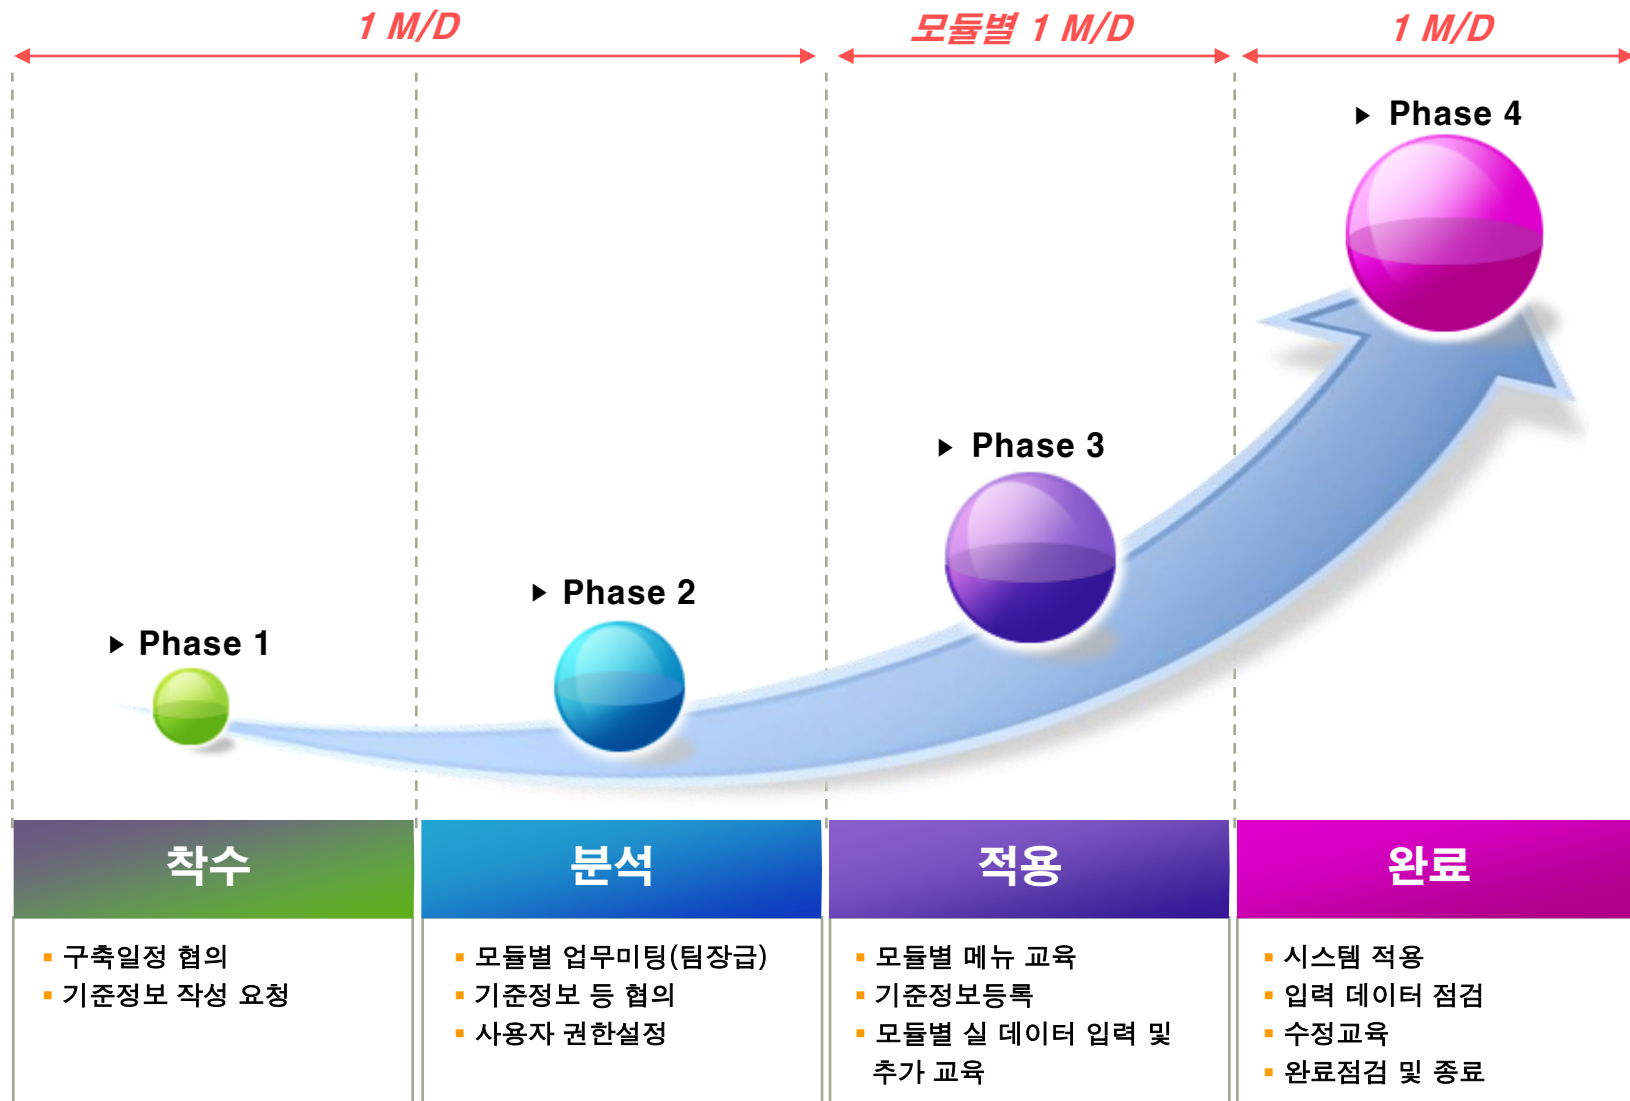 1 M/D
모듈별 1 M/D
1 M/D
▶ Phase 4
▶ Phase 3
▶ Phase 2
▶ Phase 1
착수
분석
적용
완료
▪ 구축일정 협의
▪ 기준정보 작성 요청
▪ 모듈별 업무미팅(팀장급)
▪ 기준정보 등 협의
▪ 사용자 권한설정
▪ 모듈별 메뉴 교육
▪ 기준정보등록
▪ 모듈별 실 데이터 입력 및
추가 교육
▪ 시스템 적용
▪ 입력 데이터 점검
▪ 수정교육
▪ 완료점검 및 종료